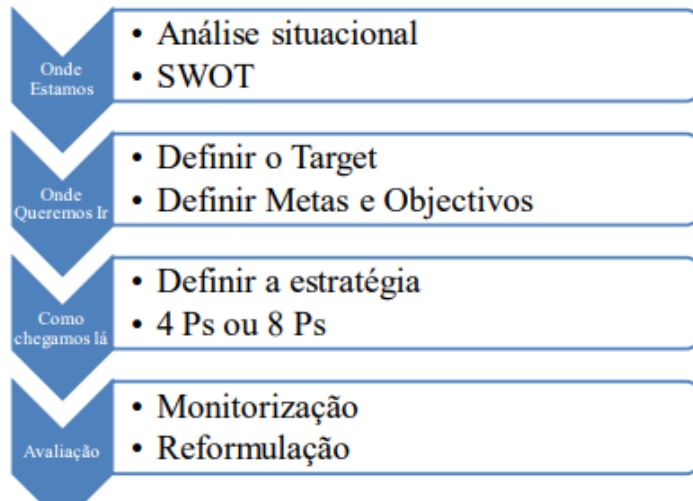 Onde
Estamos
• Análise situacional
• SWOT
Onde
Queremos Ir
• Definir o Target
• Definir Metas e Objectivos
Como
chegamos lá
• Definir a estratégia
• 4 Ps ou 8 Ps
Avaliação
• Monitorização
• Reformulação